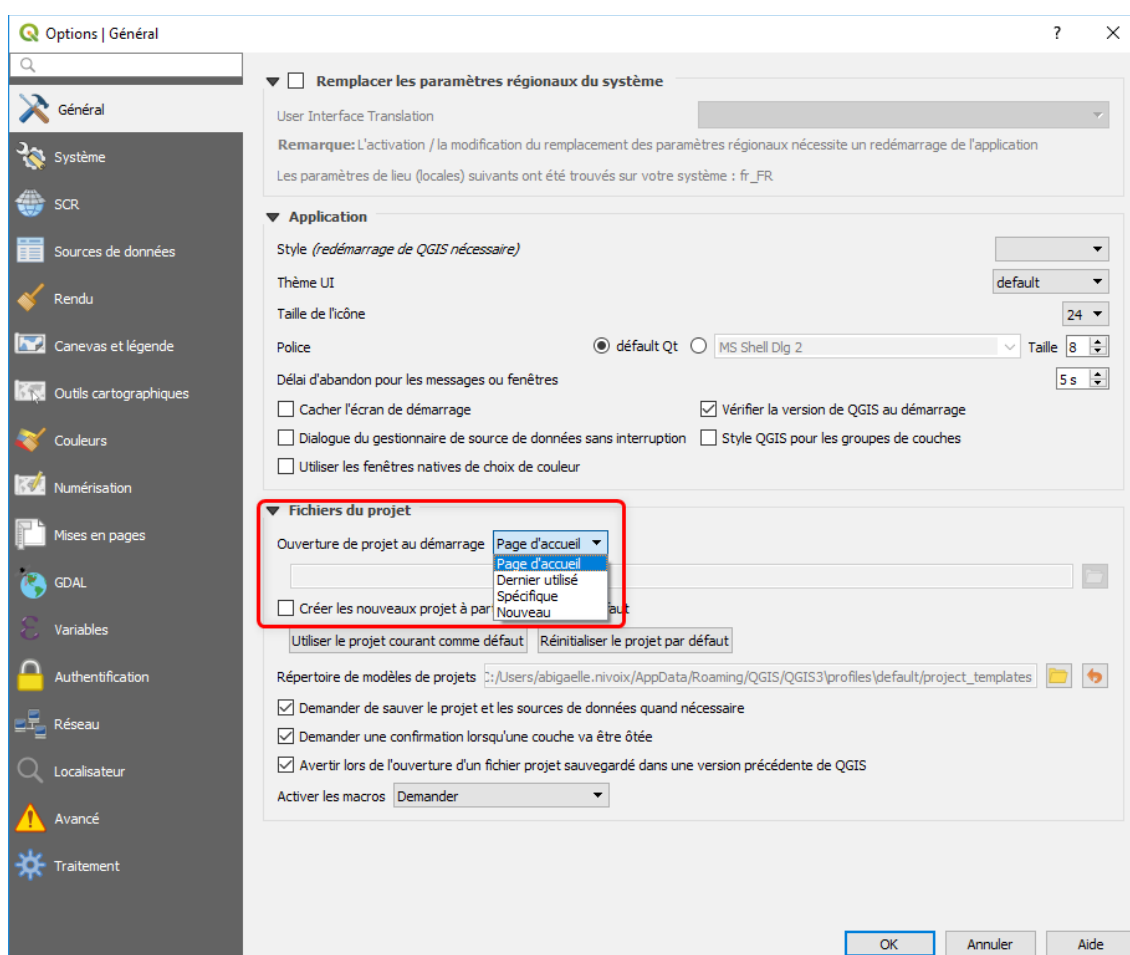 Options | Général
?
Général
Système
SCR
Sources de données
Rendu
Canevas et légende
Outils cartographiques
Couleurs
Numérisation
Mises en pages
GDAL
Variables
Authentification
Réseau
Localisateur
Avancé
Traitement
Remplacer les paramètres régionaux du système
User Interface Translation
Remarque: L'activation / la modification du remplacement des paramètres régionaux nécessite un redémarrage de l'application
Les paramètres de lieu (locales) suivants ont été trouvés sur votre système : fr_FR
Application
Style (redémarrage de QGIS nécessaire)
Thème UI default
Taille de l'icône 24
Police défault Qt MS Shell Dlg 2 Taille 8
Délai d'abandon pour les messages ou fenêtres 5 s
Cacher l'écran de démarrage Vérifier la version de QGIS au démarrage
Dialogue du gestionnaire de source de données sans interruption Style QGIS pour les groupes de couches
Utiliser les fenêtres natives de choix de couleur
Fichiers du projet
Ouverture de projet au démarrage Page d'accueil
Page d'accueil
Dernier utilisé
Spécifique
Nouveau
Créer les nouveaux projet à
Utiliser le projet courant comme défaut Réinitialiser le projet par défaut
Répertoire de modèles de projets C:/Users/abigaelle.nivoix/AppData/Roaming/QGIS/QGIS3\profiles\default/project_templates
Demander de sauver le projet et les sources de données quand nécessaire
Demander une confirmation lorsqu'une couche va être ôtée
Avertir lors de l'ouverture d'un fichier projet sauvegardé dans une version précédente de QGIS
Activer les macros Demander
OK Annuler Aide